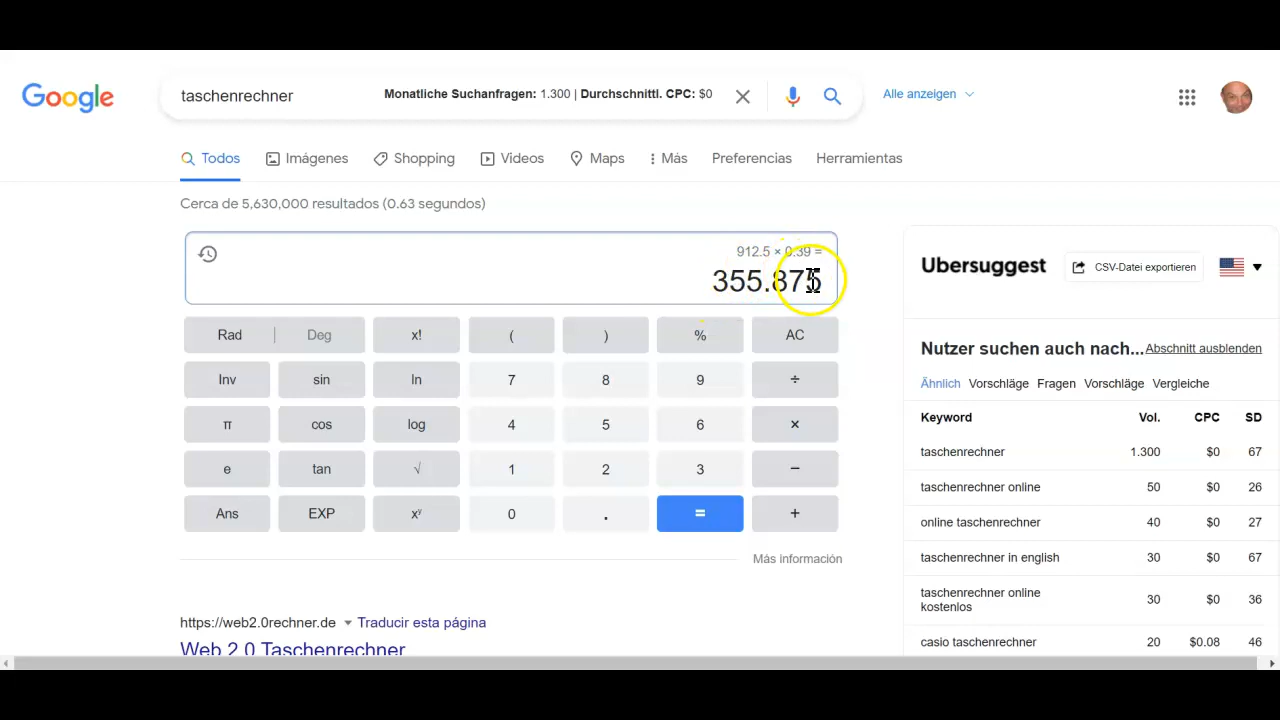 Google
taschenrechner Monatliche Suchanfragen: 1.300 | Durchschnittl. CPC: $0 Alle anzeigen
Todos Imágenes Shopping Videos Maps Más Preferencias Herramientas
Cerca de 5,630,000 resultados (0.63 segundos)
912.5 × 0.39 =
355.875
Rad | Deg x! ( ) % AC
Inv sin ln 7 8 9 ÷
π cos log 4 5 6 ×
e tan √ 1 2 3 −
Ans EXP xʸ 0 . = +
Más información
https://web2.0rechner.de Traducir esta página
Web 2.0 Taschenrechner
Ubersuggest CSV-Datei exportieren
Nutzer suchen auch nach... Abschnitt ausblenden
Ähnlich Vorschläge Fragen Vorschläge Vergleiche
Keyword Vol. CPC SD
taschenrechner 1.300 $0 67
taschenrechner online 50 $0 26
online taschenrechner 40 $0 27
taschenrechner in english 30 $0 67
taschenrechner online
kostenlos 30 $0 36
casio taschenrechner 20 $0.08 46